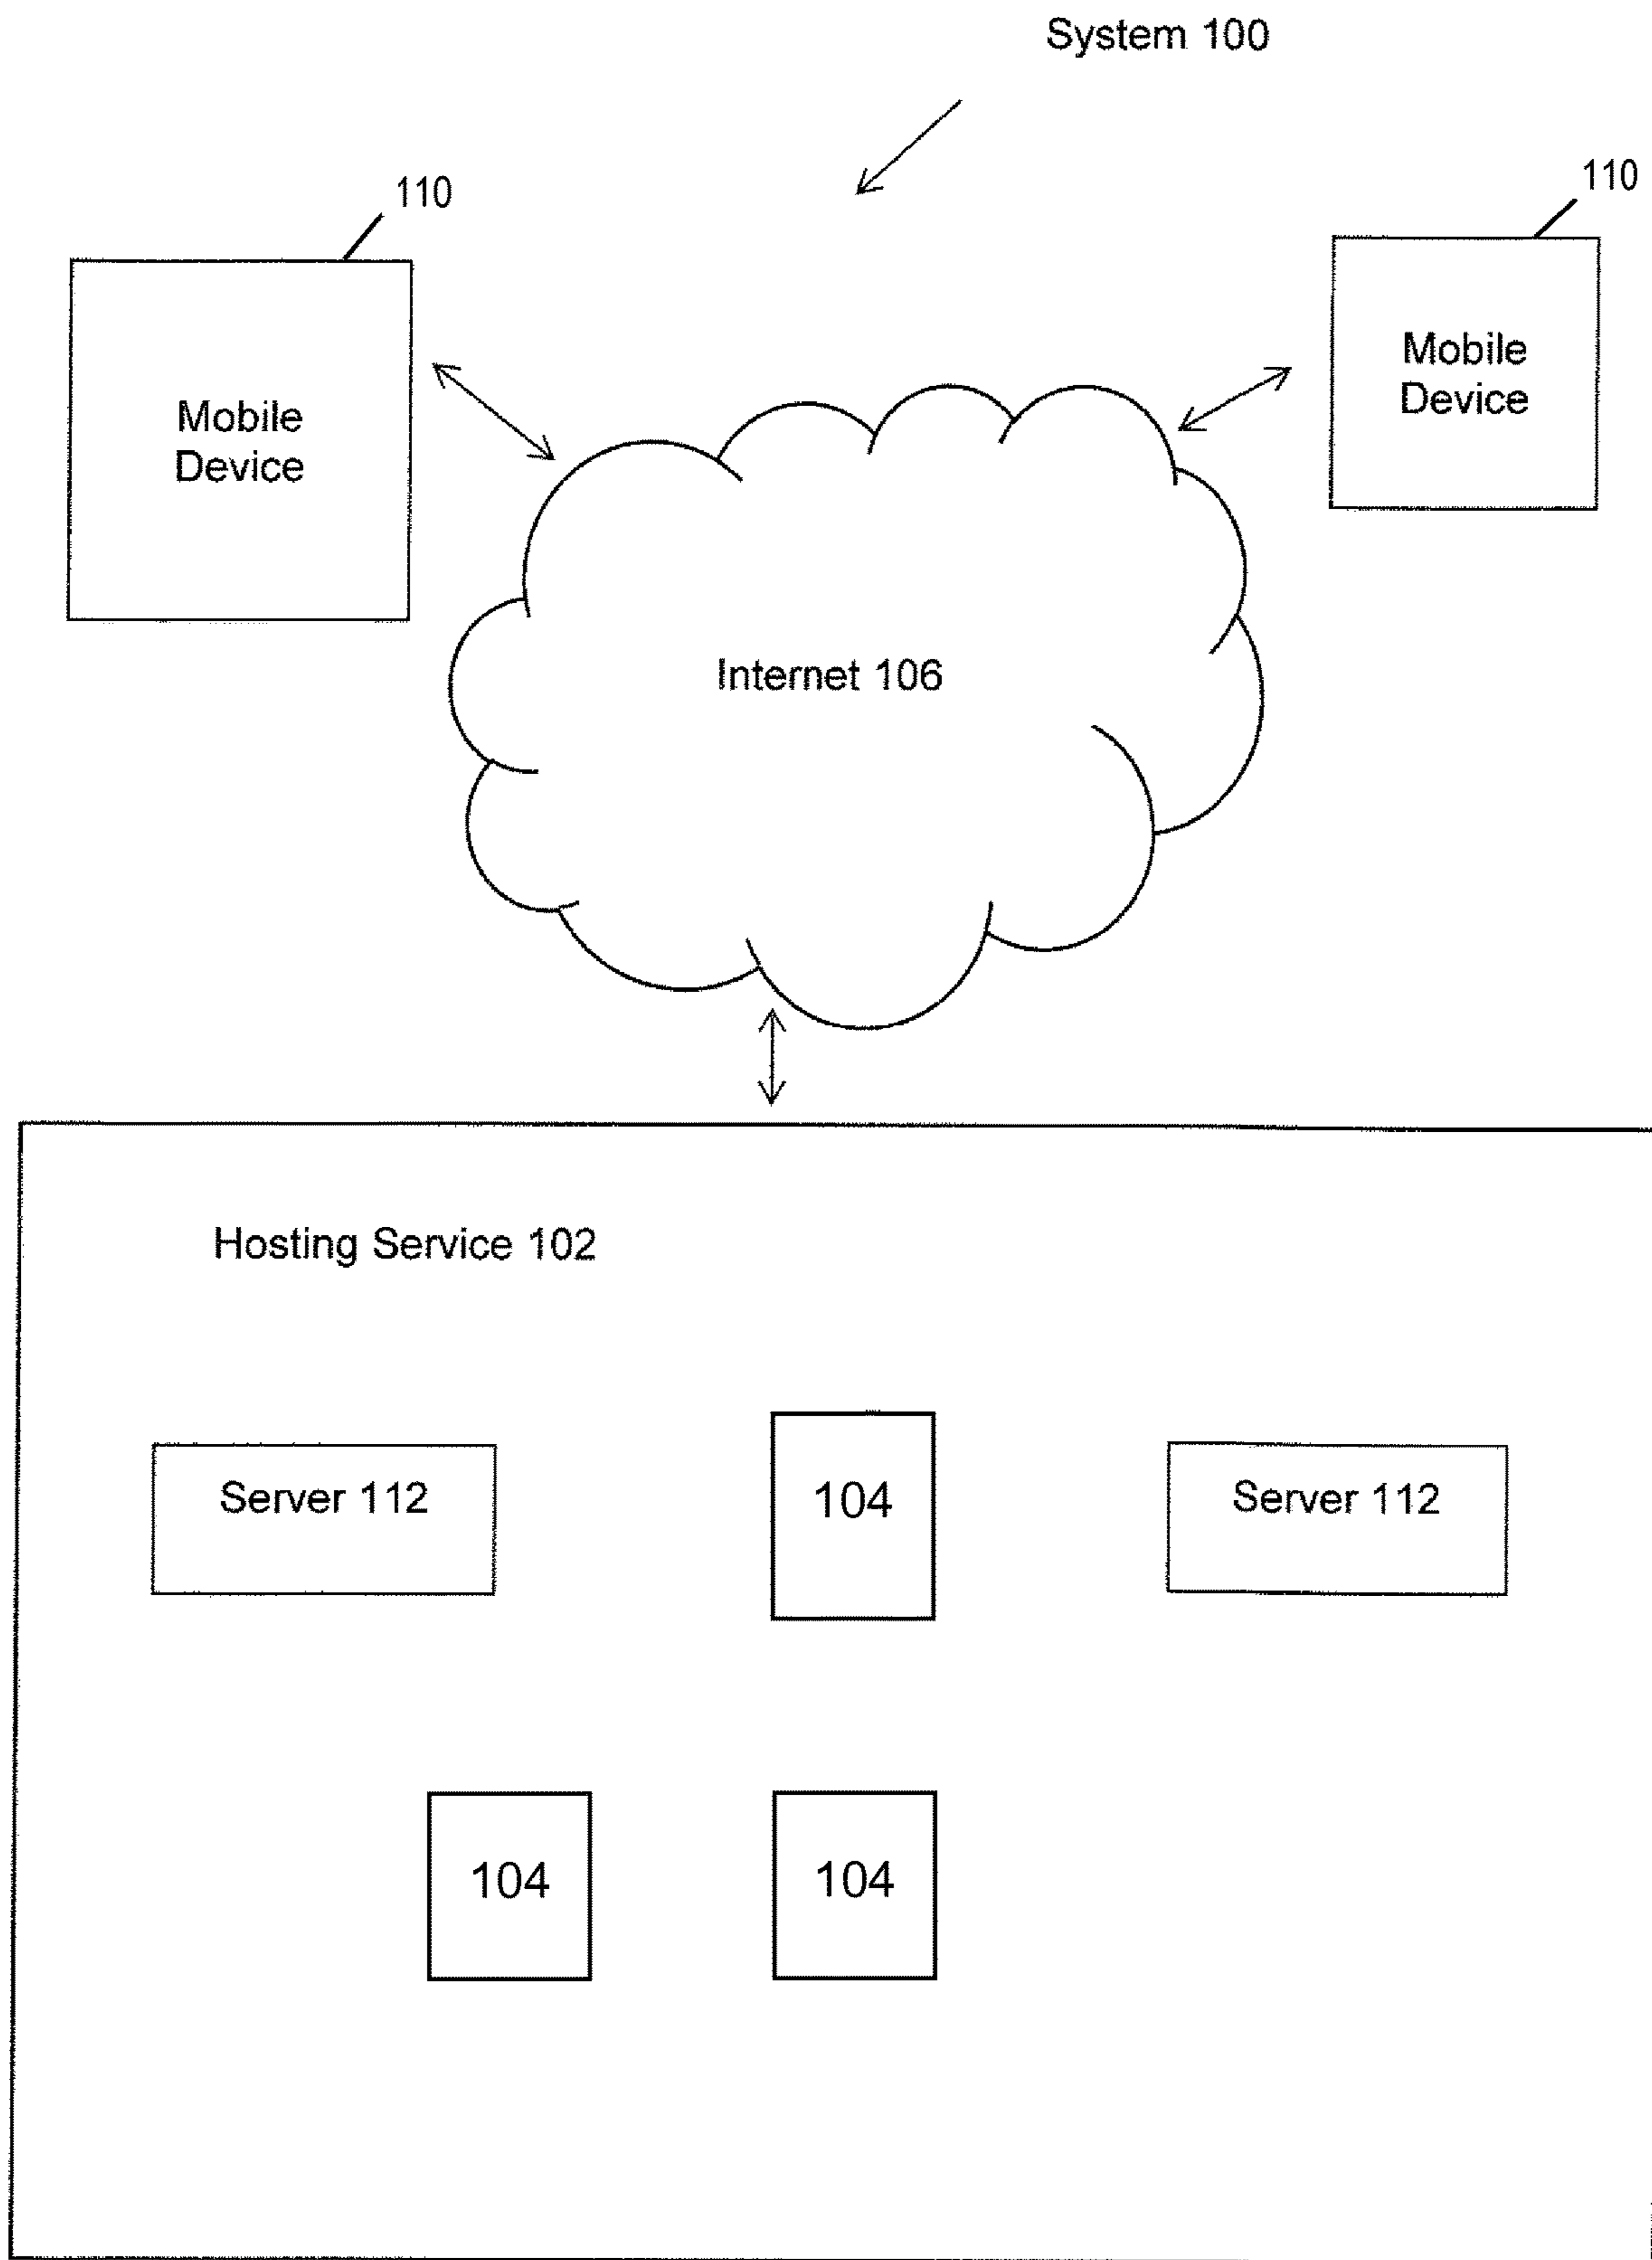 System 100
110
110
Mobile
Device
Mobile
Device
Internet 106
Hosting Service 102
Server 112
104
Server 112
104
104